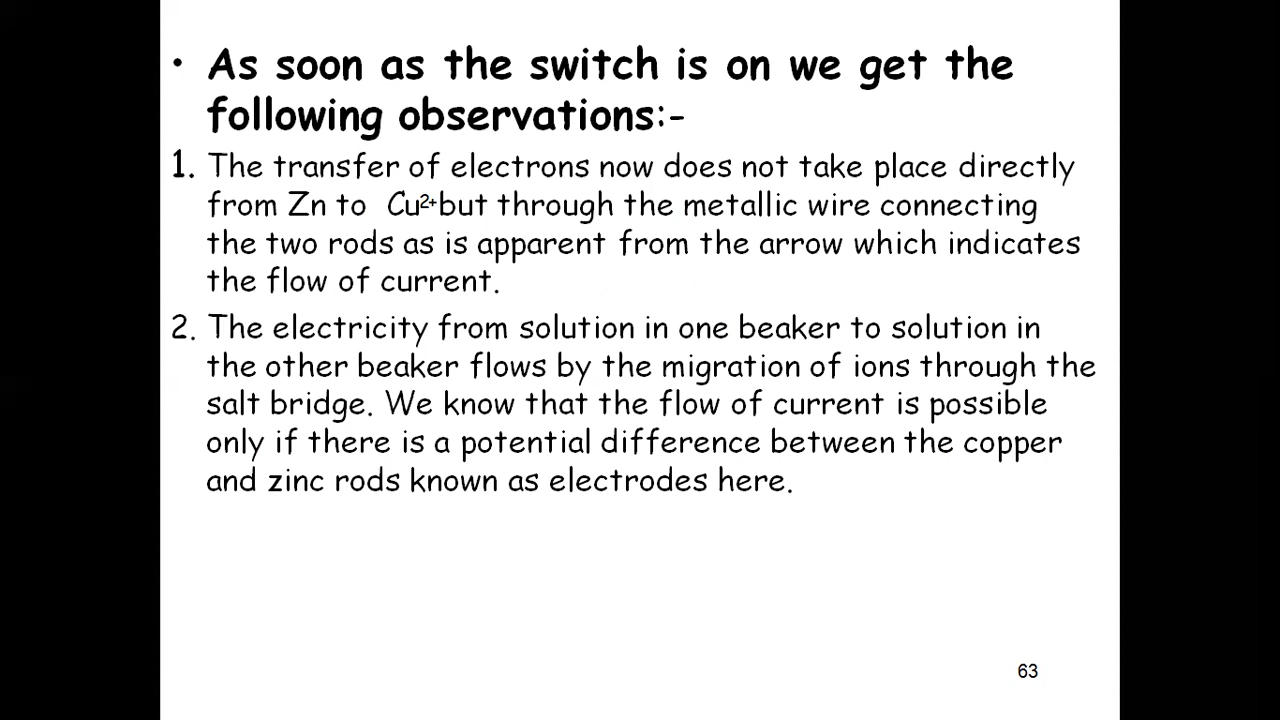 • As soon as the switch is on we get the
following observations:-
1. The transfer of electrons now does not take place directly
from Zn to Cu²⁺but through the metallic wire connecting
the two rods as is apparent from the arrow which indicates
the flow of current.
2. The electricity from solution in one beaker to solution in
the other beaker flows by the migration of ions through the
salt bridge. We know that the flow of current is possible
only if there is a potential difference between the copper
and zinc rods known as electrodes here.
63